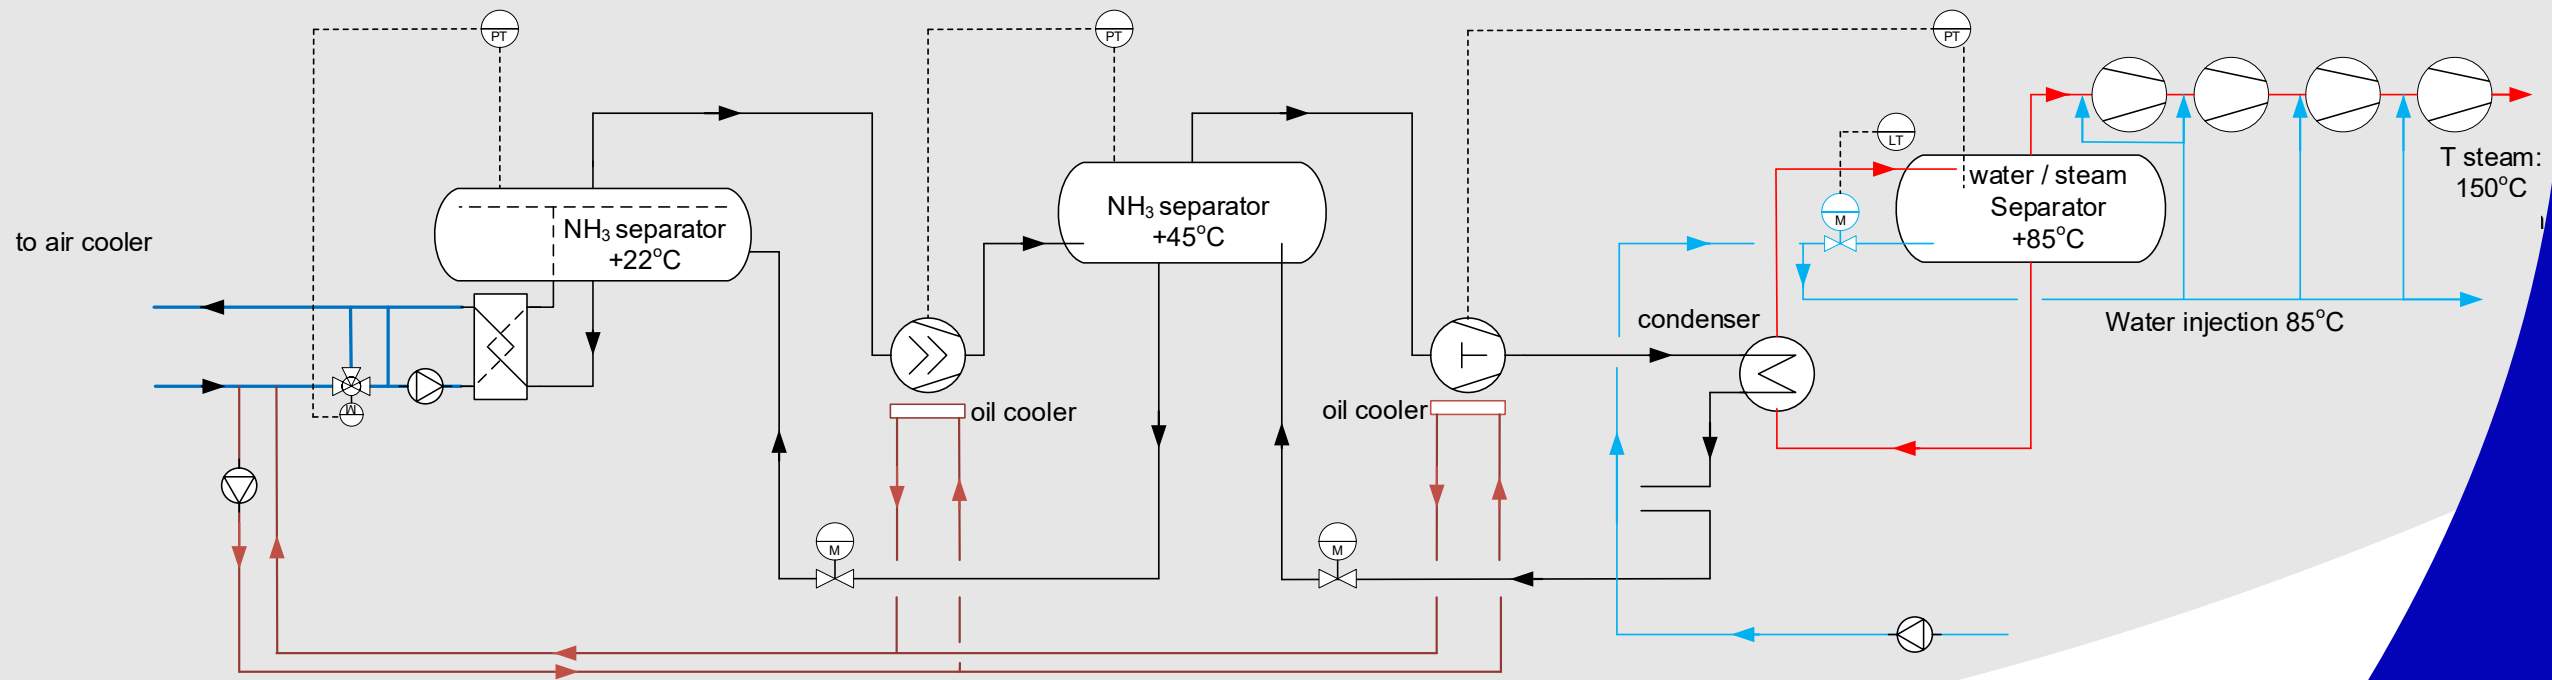 PT
PT
PT
LT
T steam:
150°C
water / steam
Separator
+85°C
M
NH₃ separator
+45°C
NH₃ separator
+22°C
to air cooler
condenser
Water injection 85°C
M
oil cooler
oil cooler
M
M